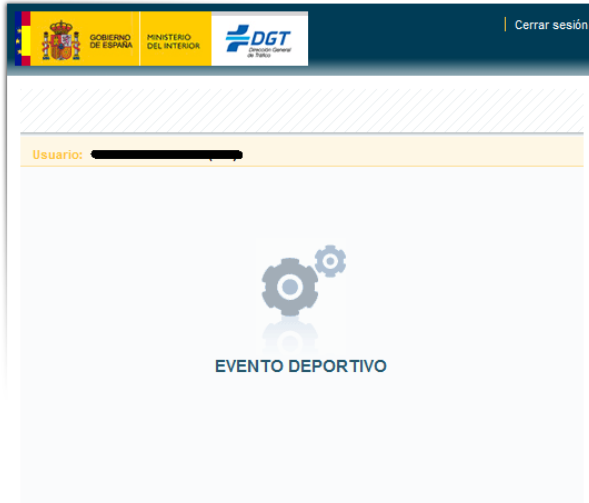 Cerrar sesión
GOBIERNO
DE ESPAÑA
MINISTERIO
DEL INTERIOR
DGT
Dirección General
de Tráfico
Usuario:
EVENTO DEPORTIVO